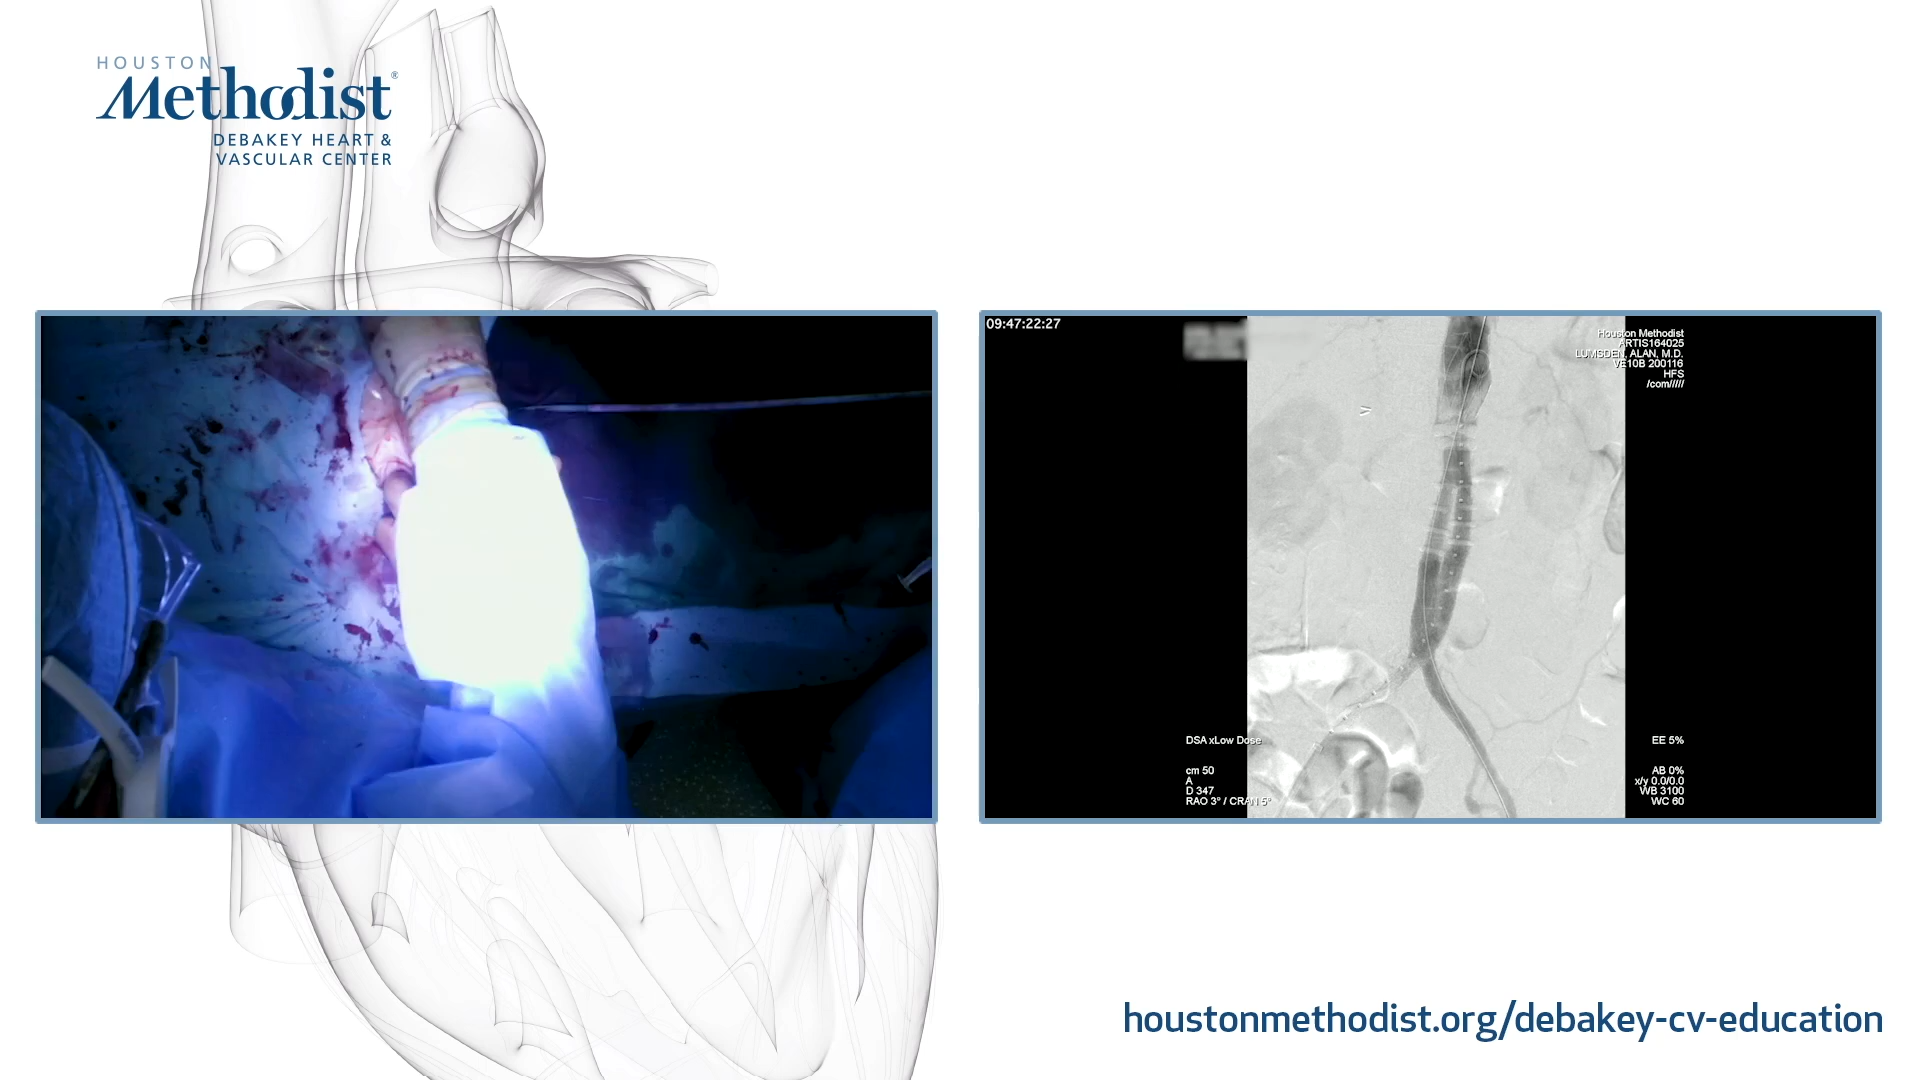 HOUSTON
Methodist®
DEBAKEY HEART &
VASCULAR CENTER
09:47:22:27
Houston Methodist
ARTIS164025
LUMSDEN, ALAN, M.D.
VE10B 200116
HFS
/com/////
DSA xLow Dose
cm 50
A
D 347
RAO 3° / CRAN 5°
EE 5%
AB 0%
x/y 0.0/0.0
WB 3100
WC 60
houstonmethodist.org/debakey-cv-education